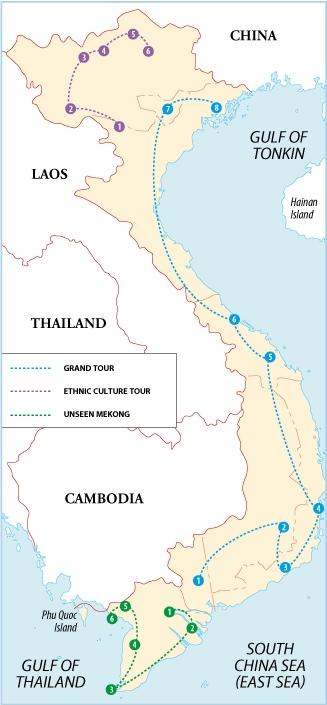 CHINA
5
3
4
6
2
7
8
1
GULF OF
TONKIN
LAOS
Hainan
Island
THAILAND
6
5
GRAND TOUR
ETHNIC CULTURE TOUR
UNSEEN MEKONG
CAMBODIA
4
2
3
1
Phu Quoc
Island
5
6
1
2
4
3
GULF OF
THAILAND
SOUTH
CHINA SEA
(EAST SEA)